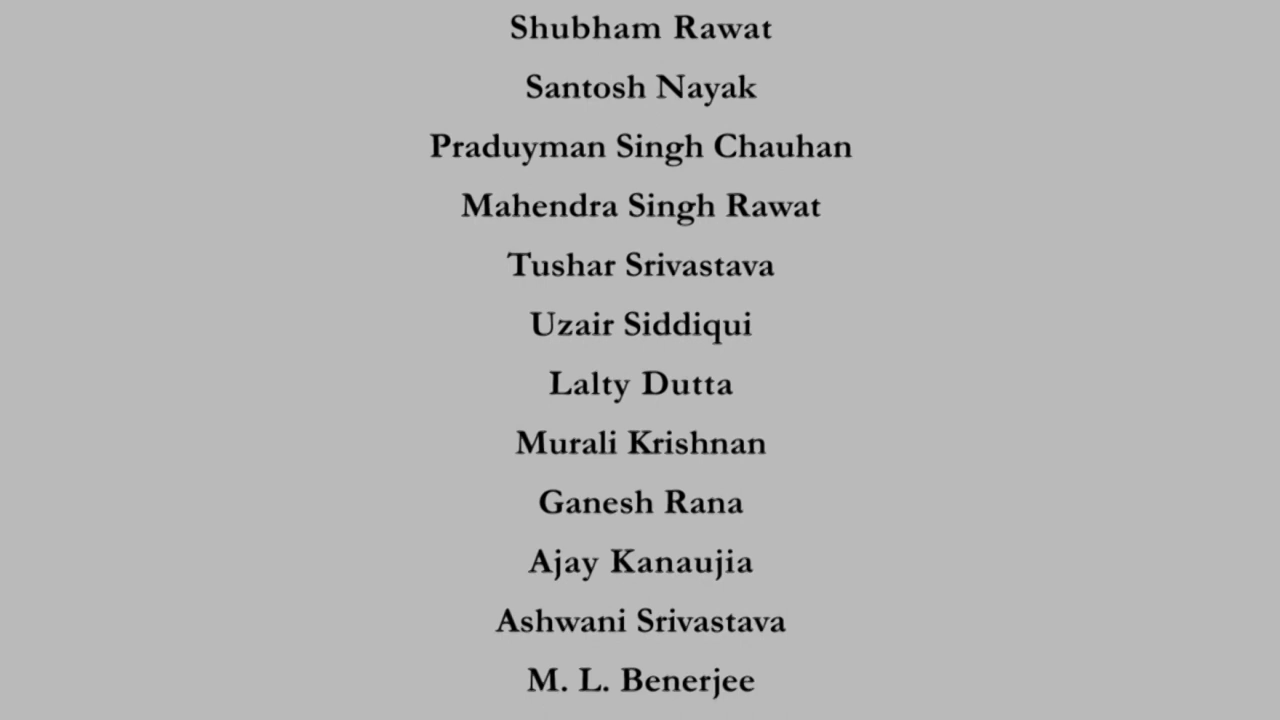 Shubham Rawat
Santosh Nayak
Praduyman Singh Chauhan
Mahendra Singh Rawat
Tushar Srivastava
Uzair Siddiqui
Lalty Dutta
Murali Krishnan
Ganesh Rana
Ajay Kanaujia
Ashwani Srivastava
M. L. Benerjee